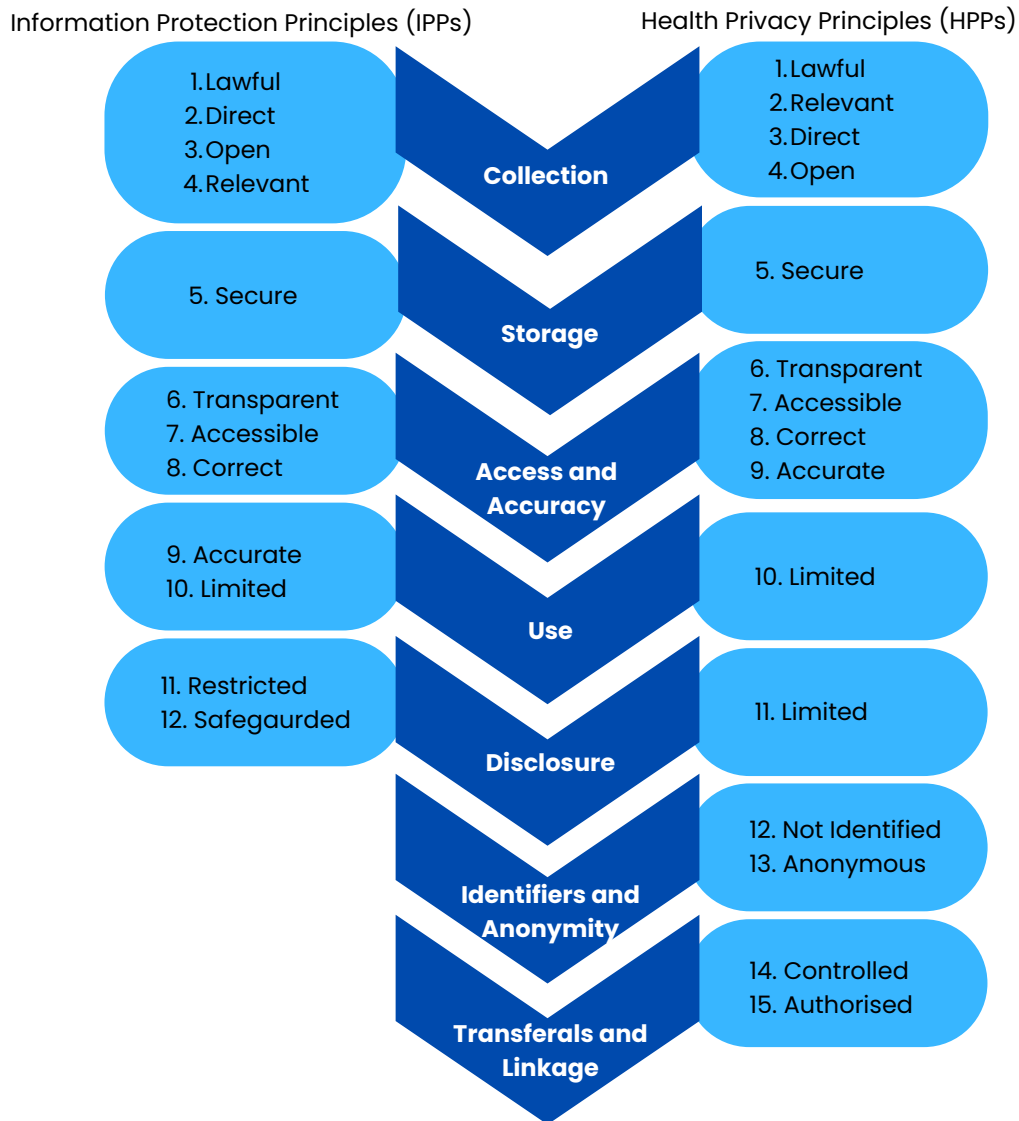 Information Protection Principles (IPPs)
Health Privacy Principles (HPPs)
1.Lawful
2.Direct
3.Open
4.Relevant
Collection
1.Lawful
2.Relevant
3.Direct
4.Open
5. Secure
Storage
5. Secure
6. Transparent
7. Accessible
8. Correct
Access and
Accuracy
6. Transparent
7. Accessible
8. Correct
9. Accurate
9. Accurate
10. Limited
Use
10. Limited
11. Restricted
12. Safegaurded
Disclosure
11. Limited
Identifiers and
Anonymity
12. Not Identified
13. Anonymous
Transferals and
Linkage
14. Controlled
15. Authorised